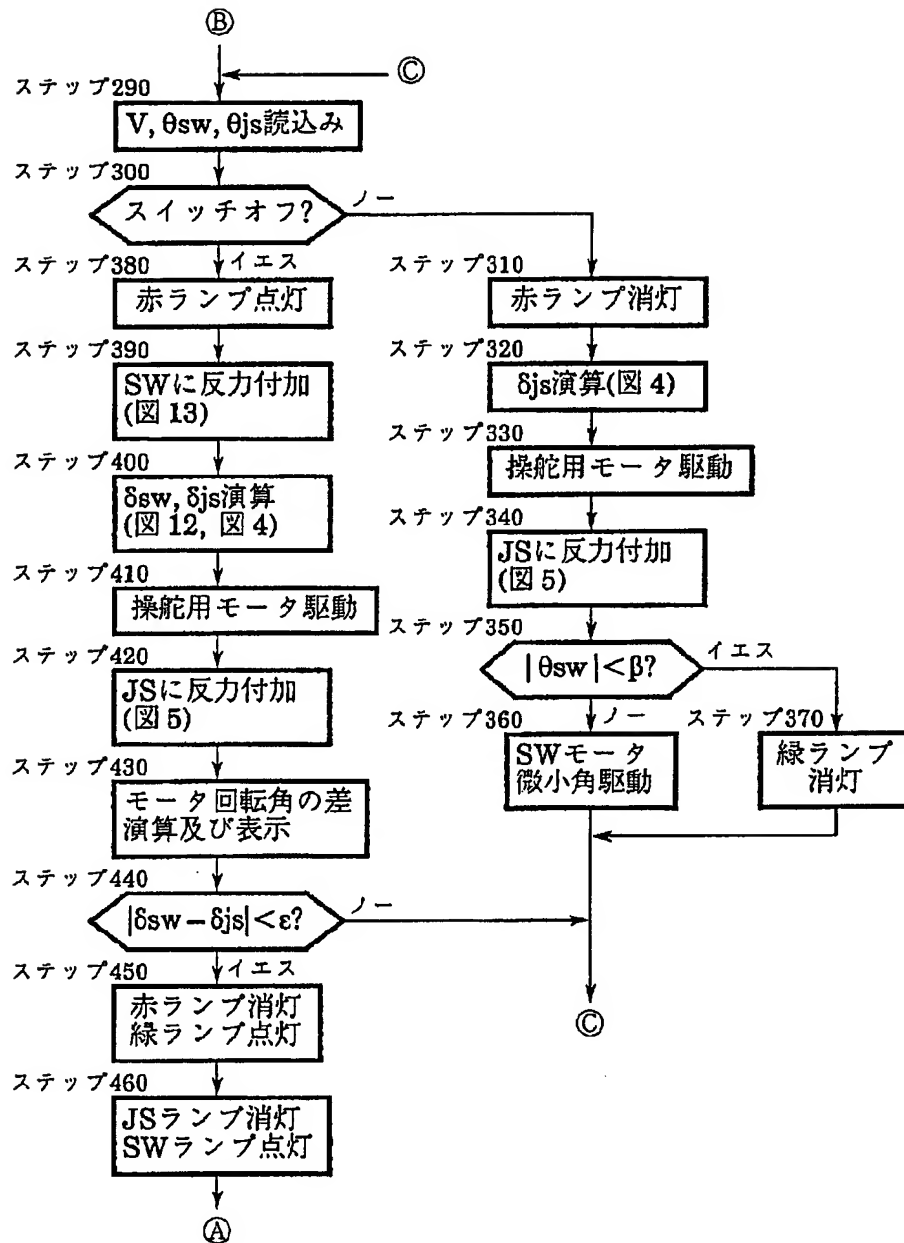 Ⓑ
Ⓒ
ステップ290
V, θsw, θjs読込み
ステップ300
スイッチオフ?
ノー
イエス
ステップ380
赤ランプ点灯
ステップ390
SWに反力付加
(図 13)
ステップ400
δsw, δjs演算
(図 12, 図 4)
ステップ410
操舵用モータ駆動
ステップ420
JSに反力付加
(図 5)
ステップ430
モータ回転角の差
演算及び表示
ステップ440
|δsw − δjs|<ε?
ノー
イエス
ステップ450
赤ランプ消灯
緑ランプ点灯
ステップ460
JSランプ消灯
SWランプ点灯
Ⓐ
ステップ310
赤ランプ消灯
ステップ320
δjs演算(図 4)
ステップ330
操舵用モータ駆動
ステップ340
JSに反力付加
(図 5)
ステップ350
|θsw|<β?
イエス
ノー
ステップ360
SWモータ
微小角駆動
ステップ370
緑ランプ
消灯
Ⓒ